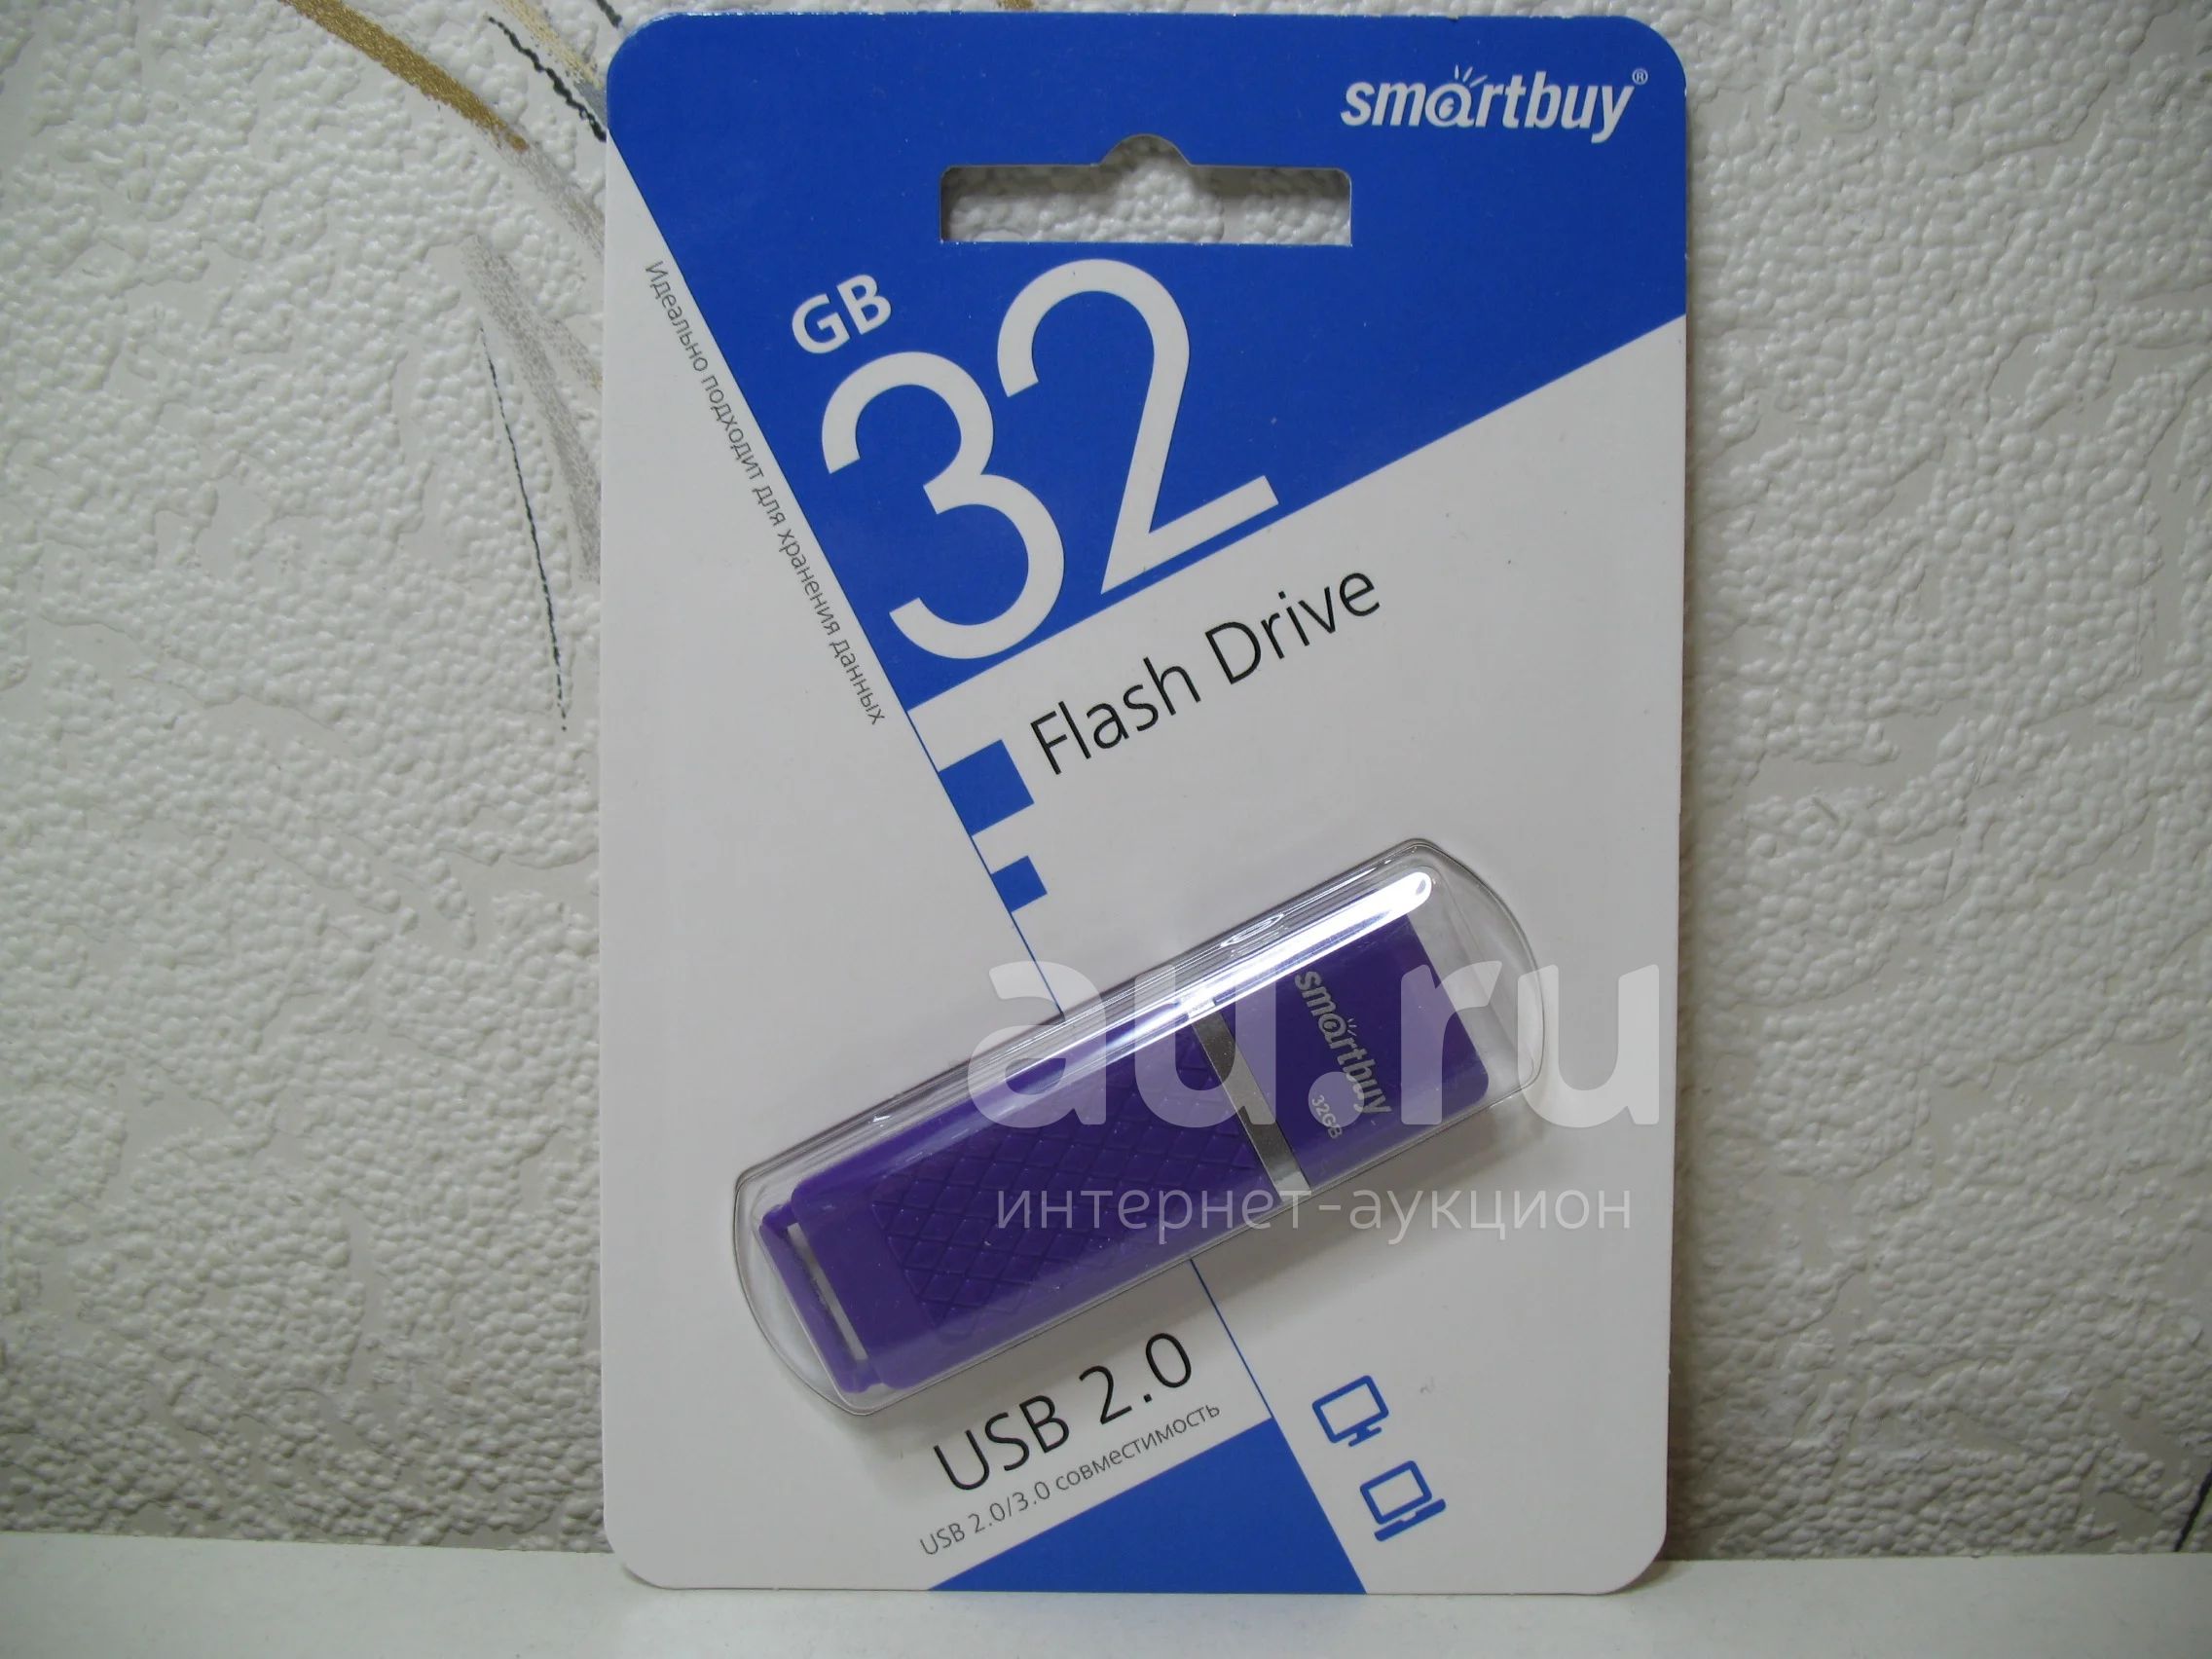 smartbuy®
GB
32
Идеально подходит для хранения данных
Flash Drive
smartbuy
32GB
au.ru
интернет-аукцион
USB 2.0
USB 2.0/3.0 совместимость